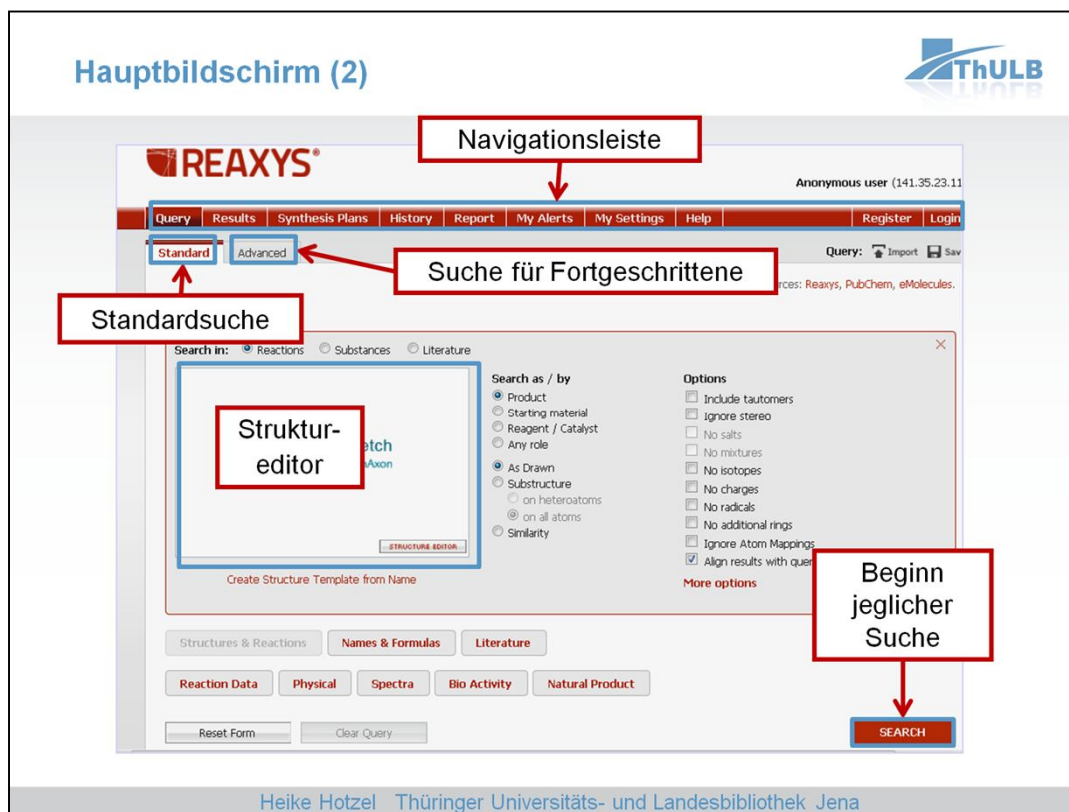 Hauptbildschirm (2)
ThULB
Navigationsleiste
REAXYS®
Anonymous user (141.35.23.11
Query Results Synthesis Plans History Report My Alerts My Settings Help Register Login
Standard Advanced Query: Import Sav
Suche für Fortgeschrittene
Reaxys, PubChem, eMolecules.
Standardsuche
Search in: Reactions Substances Literature
Search as / by
Product
Starting material
Reagent / Catalyst
Any role
As Drawn
Substructure
on heteroatoms
on all atoms
Similarity
Options
Include tautomers
Ignore stereo
No salts
No mixtures
No isotopes
No charges
No radicals
No additional rings
Ignore Atom Mappings
Align results with quer
More options
Struktur-
editor
STRUCTURE EDITOR
Create Structure Template from Name
Beginn
jeglicher
Suche
Structures & Reactions Names & Formulas Literature
Reaction Data Physical Spectra Bio Activity Natural Product
Reset Form Clear Query SEARCH
Heike Hotzel Thüringer Universitäts- und Landesbibliothek Jena